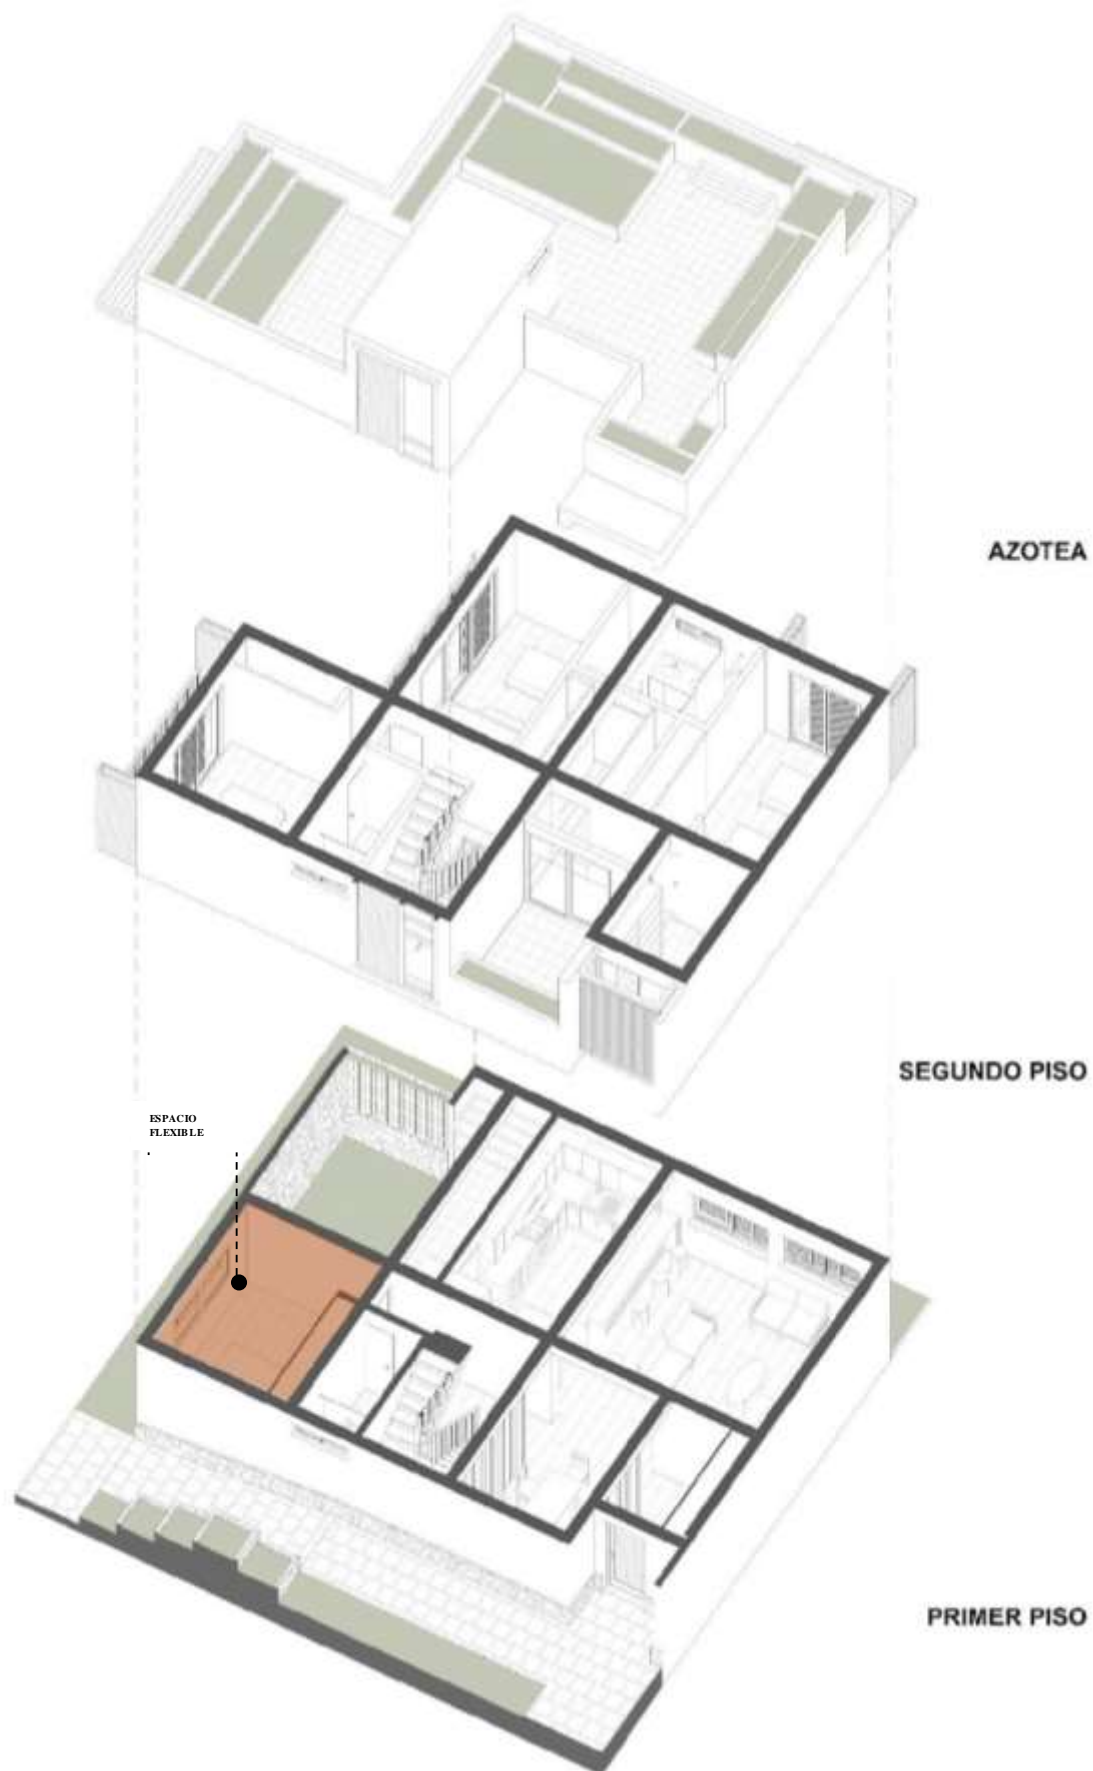 AZOTEA
SEGUNDO PISO
ESPACIO
FLEXIBLE
.
PRIMER PISO